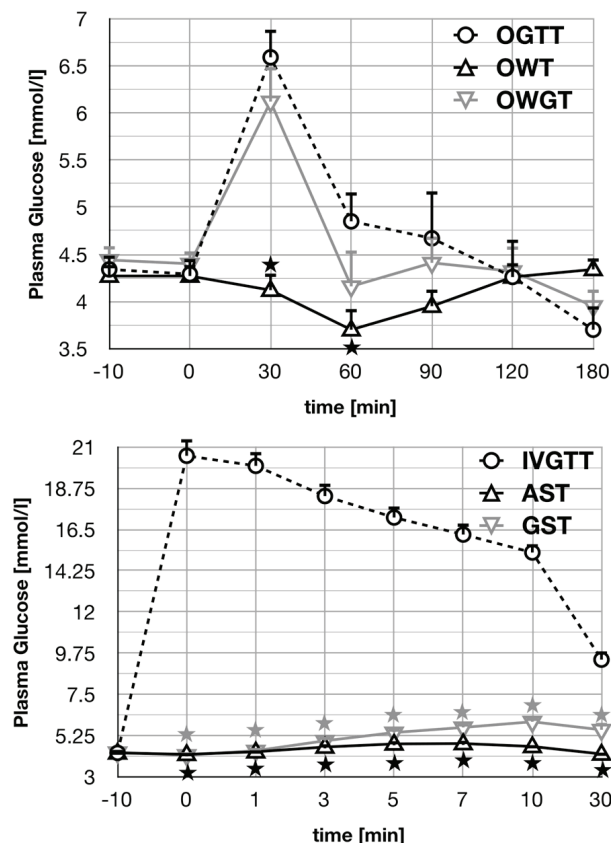 Plasma Glucose [mmol/l]
7
6.5
6
5.5
5
4.5
4
3.5
OGTT
OWT
OWGT
-10 0 30 60 90 120 180
time [min]
Plasma Glucose [mmol/l]
21
18.75
16.5
14.25
12
9.75
7.5
5.25
3
IVGTT
AST
GST
-10 0 1 3 5 7 10 30
time [min]